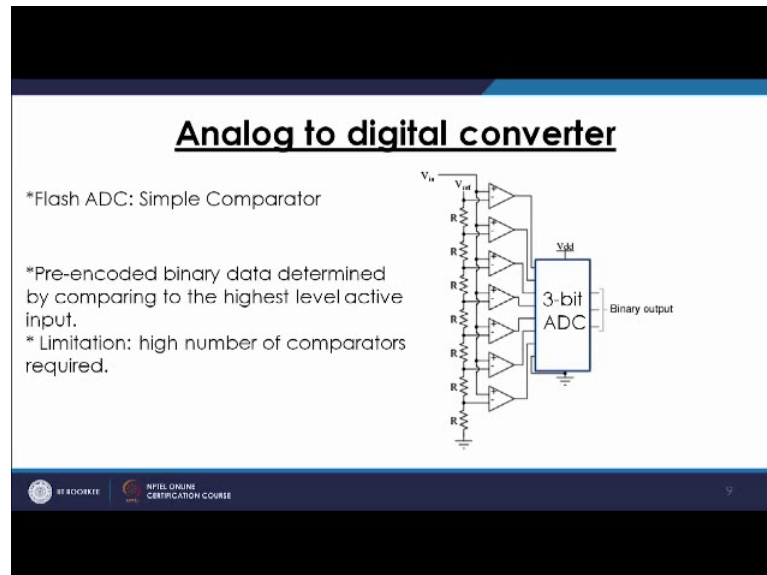 Analog to digital converter
*Flash ADC: Simple Comparator
*Pre-encoded binary data determined
by comparing to the highest level active
input.
* Limitation: high number of comparators
required.
Vin
Vref
+
-
R
+
-
R
+
-
R
+
-
R
+
-
R
+
-
R
+
-
R
Vdd
3-bit
ADC
Binary output
IIT ROORKEE
NPTEL ONLINE
CERTIFICATION COURSE
9